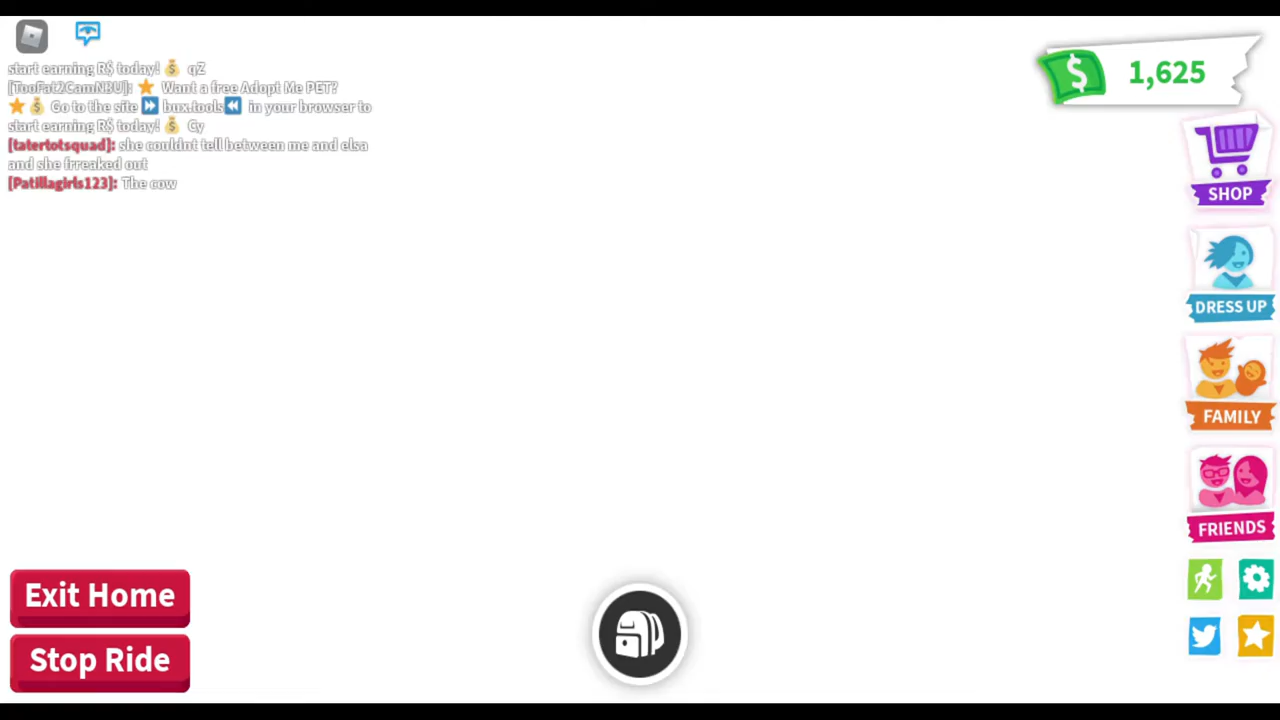 start earning R$ today! 💰 qZ
[TooFat2CamN3U]: ⭐ Want a free Adopt Me PET?
⭐💰 Go to the site ⏩ bux.tools⏪ in your browser to
start earning R$ today! 💰 Cy
[tatertotsquad]: she couldnt tell between me and elsa
and she frreaked out
[Patillagirls123]: The cow
1,625
SHOP
DRESS UP
FAMILY
FRIENDS
Exit Home
Stop Ride